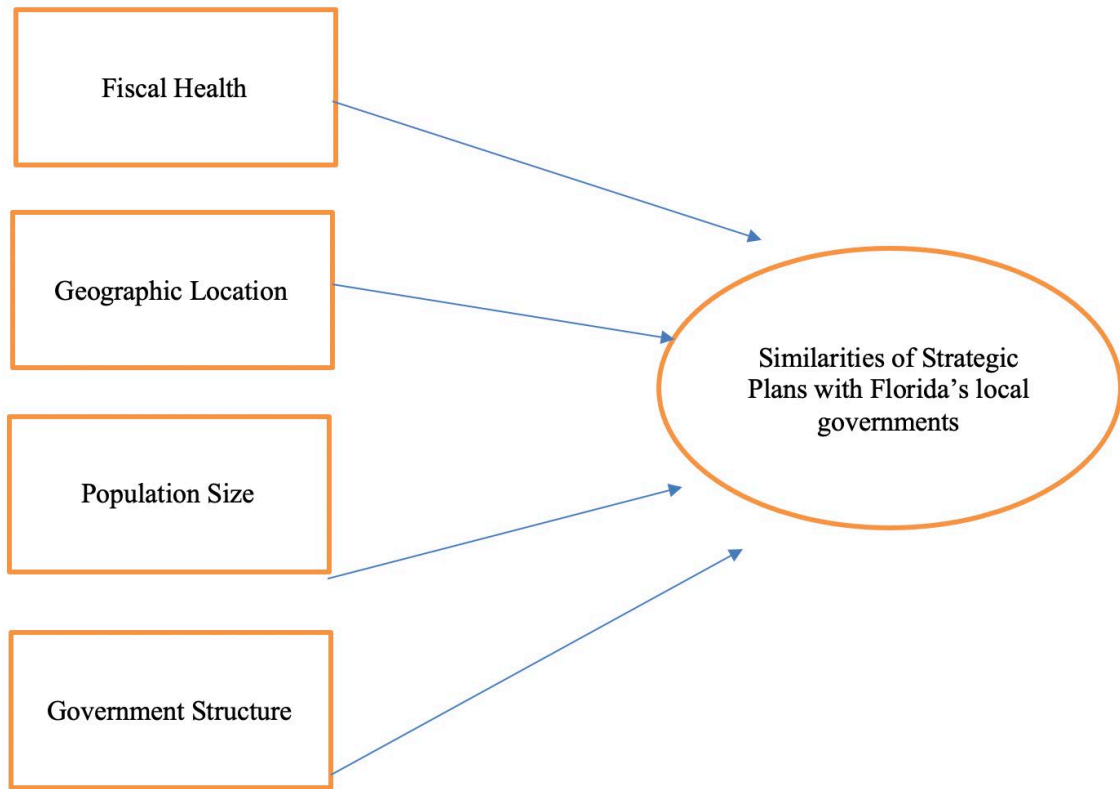 Fiscal Health
Geographic Location
Population Size
Government Structure
Similarities of Strategic
Plans with Florida’s local
governments